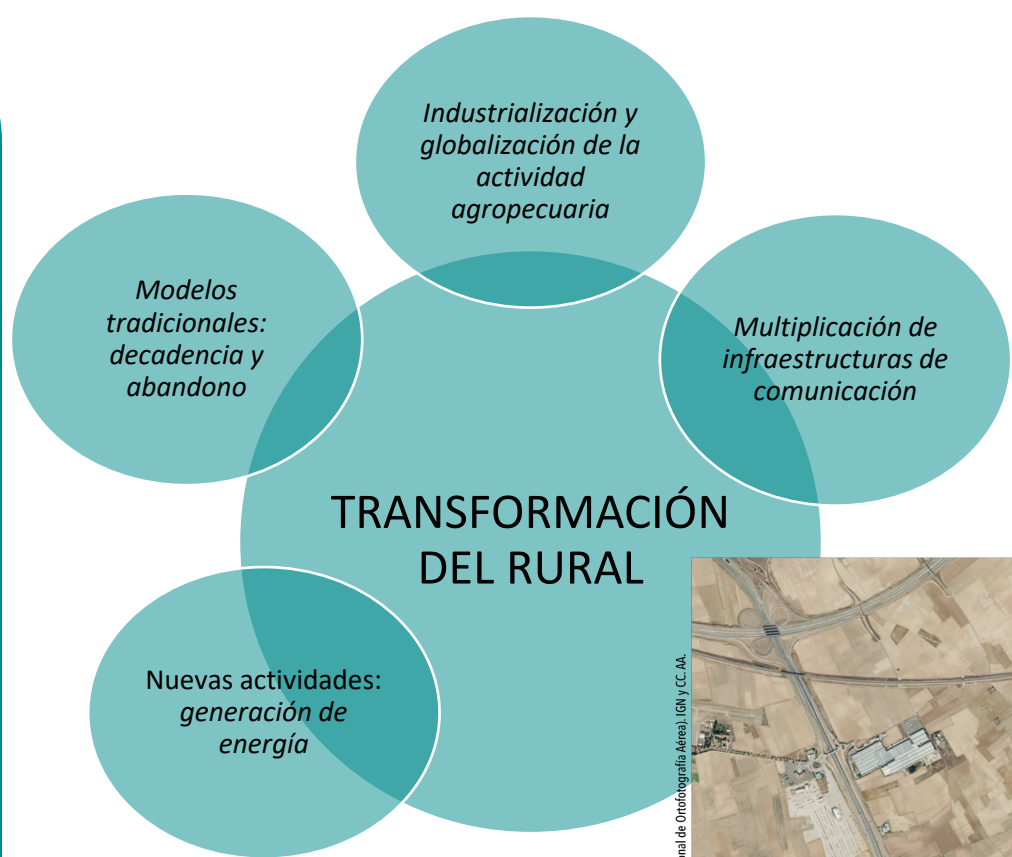 Industrialización y
globalización de la
actividad
agropecuaria
Modelos
tradicionales:
decadencia y
abandono
Multiplicación de
infraestructuras de
comunicación
TRANSFORMACIÓN
DEL RURAL
Nuevas actividades:
generación de
energía
de Ortofotografía Aérea). IGN y CC. AA.